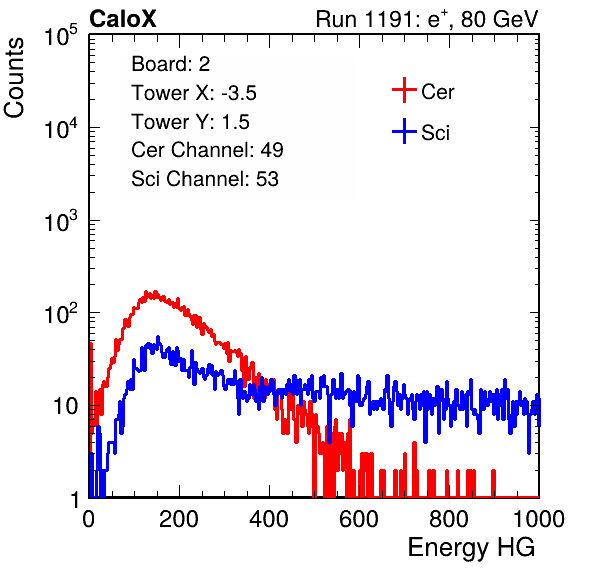 CaloX Run 1191: e⁺, 80 GeV
Counts
Board: 2
Tower X: -3.5
Tower Y: 1.5
Cer Channel: 49
Sci Channel: 53
Cer
Sci
10⁵
10⁴
10³
10²
10
1
0 200 400 600 800 1000
Energy HG